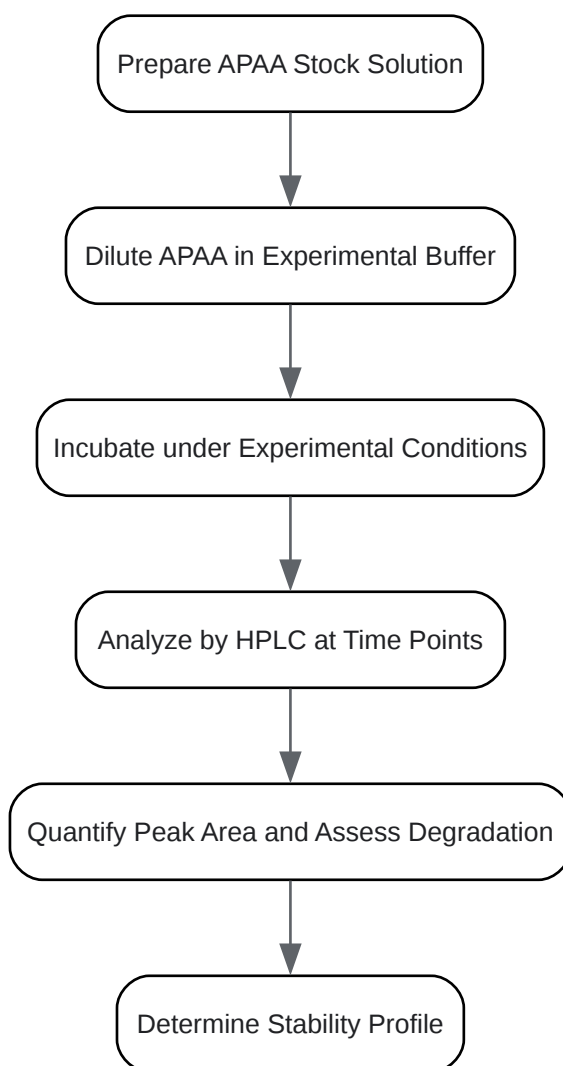 Prepare APAA Stock Solution
Dilute APAA in Experimental Buffer
Incubate under Experimental Conditions
Analyze by HPLC at Time Points
Quantify Peak Area and Assess Degradation
Determine Stability Profile